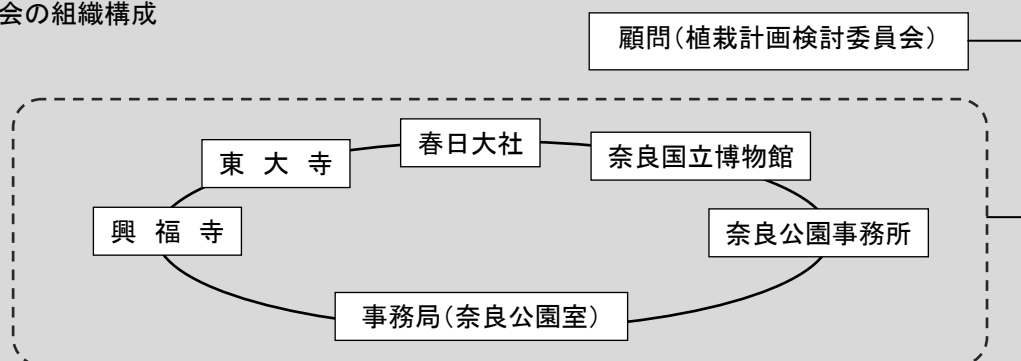 会の組織構成
顧問(植栽計画検討委員会)
春日大社
東大寺
奈良国立博物館
興福寺
奈良公園事務所
事務局(奈良公園室)